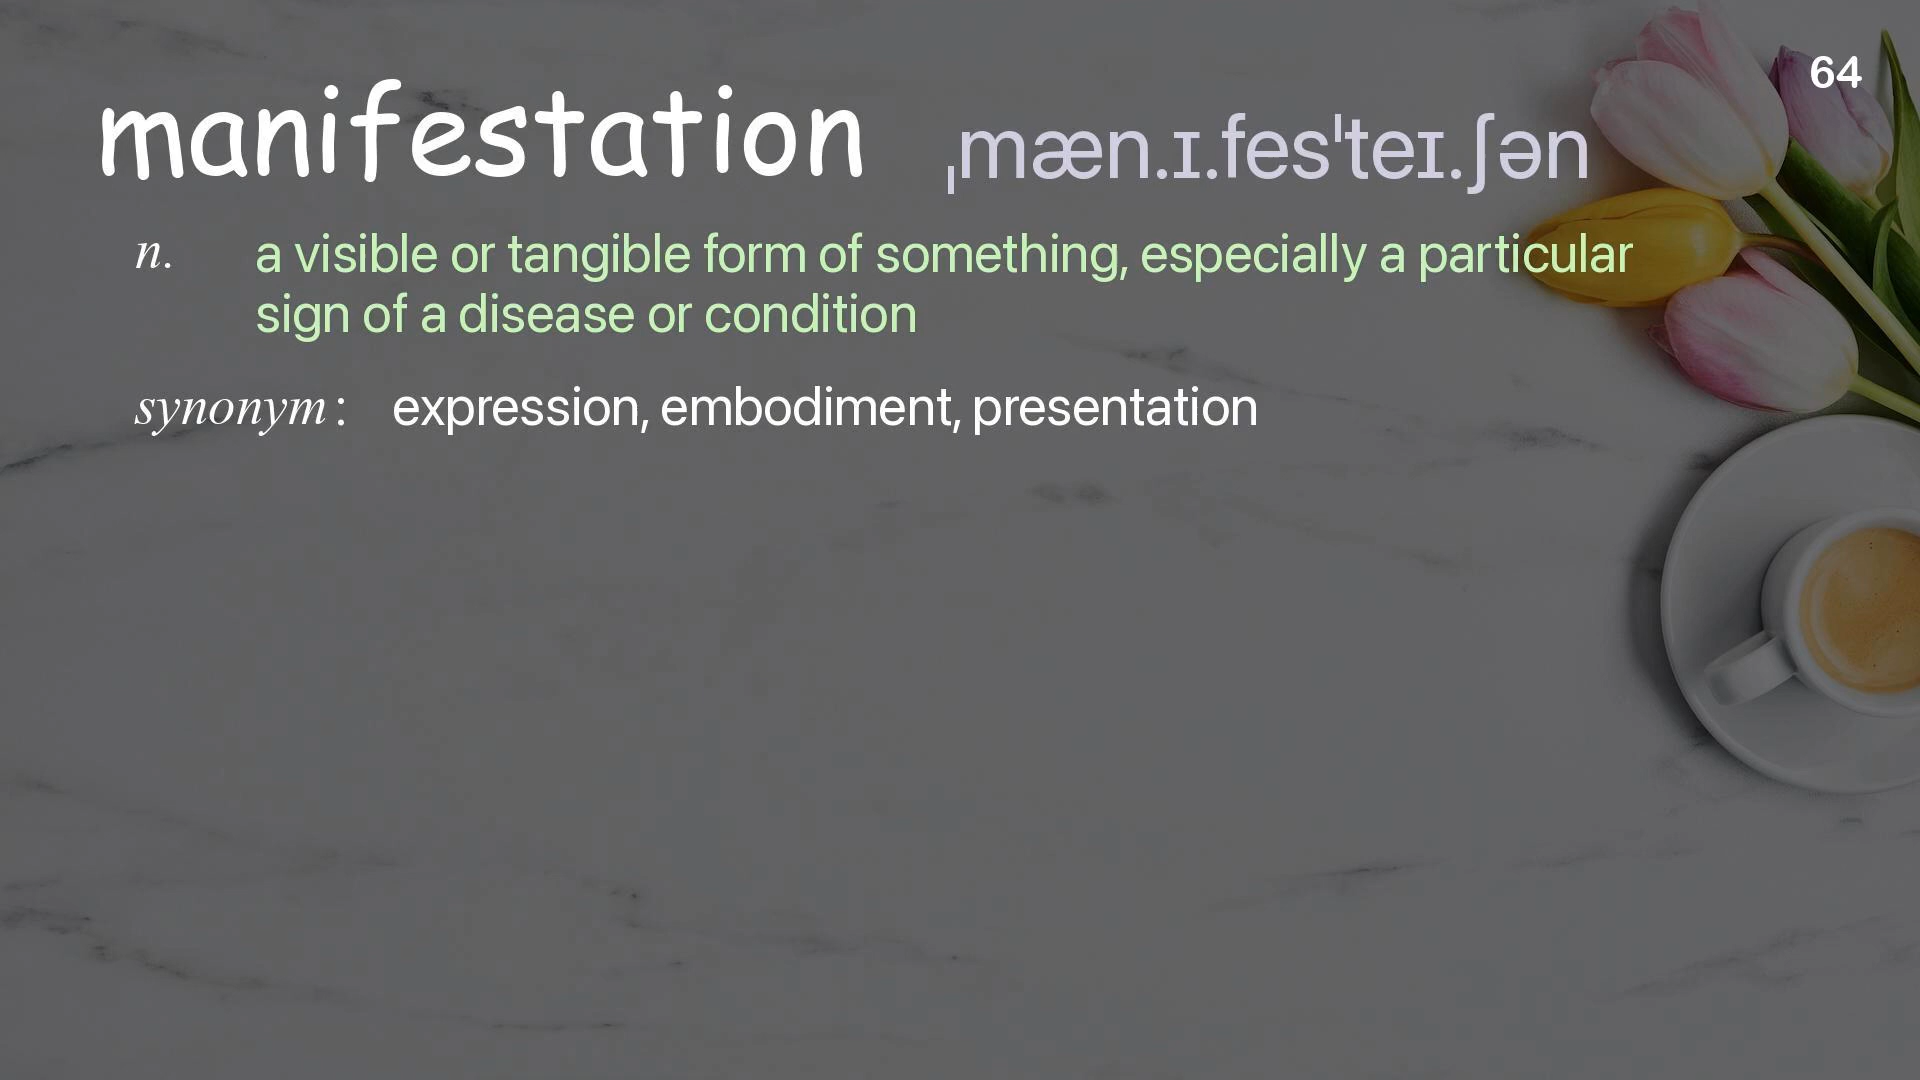 64
manifestation ˌmæn.ɪ.fesˈteɪ.ʃən
n. a visible or tangible form of something, especially a particular
sign of a disease or condition
synonym: expression, embodiment, presentation